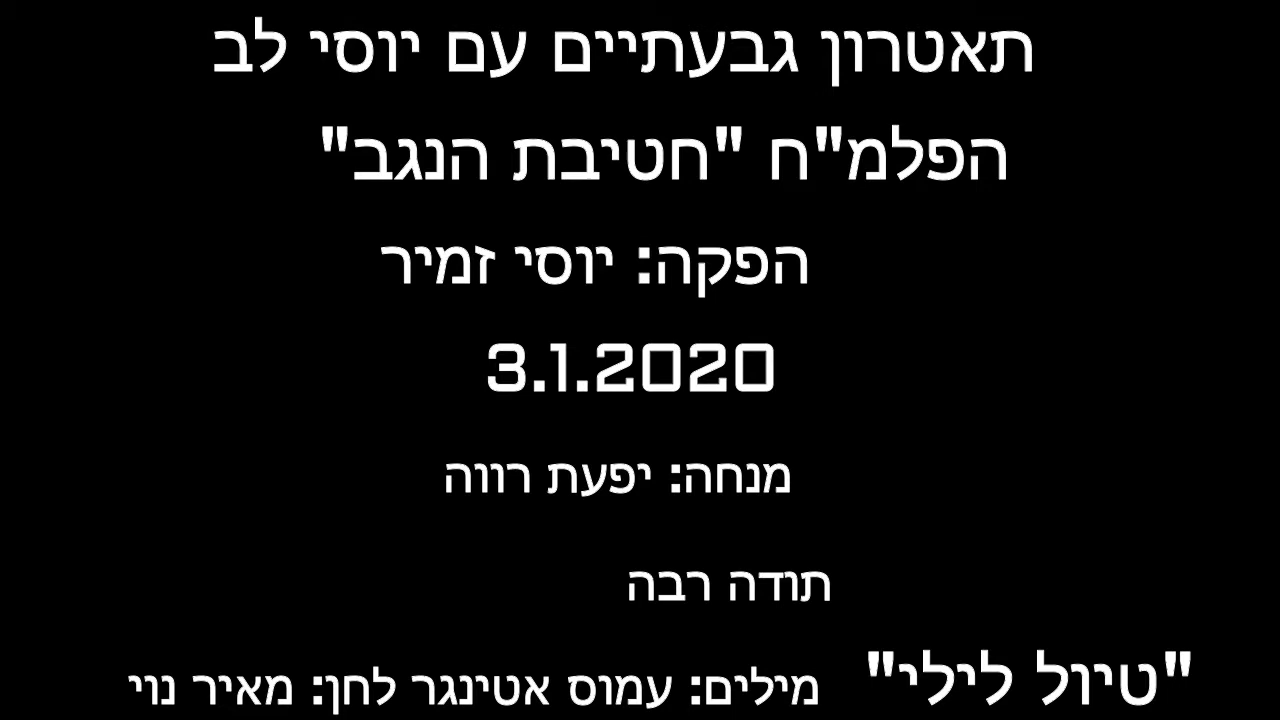 תאטרון גבעתיים עם יוסי לב
הפלמ"ח "חטיבת הנגב"
הפקה: יוסי זמיר
3.1.2020
מנחה: יפעת רווה
תודה רבה
"טיול לילי" מילים: עמוס אטינגר לחן: מאיר נוי